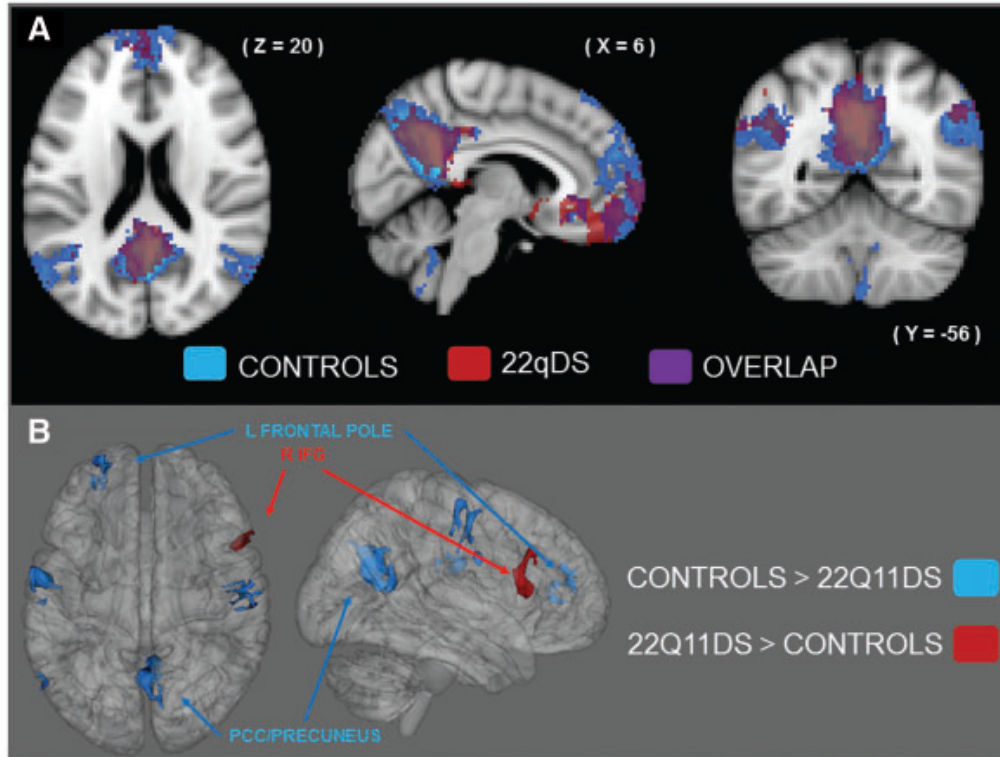 A
( Z = 20 )
( X = 6 )
( Y = -56 )
CONTROLS
22qDS
OVERLAP
B
L FRONTAL POLE
R IFG
CONTROLS > 22Q11DS
22Q11DS > CONTROLS
PCC/PRECUNEUS